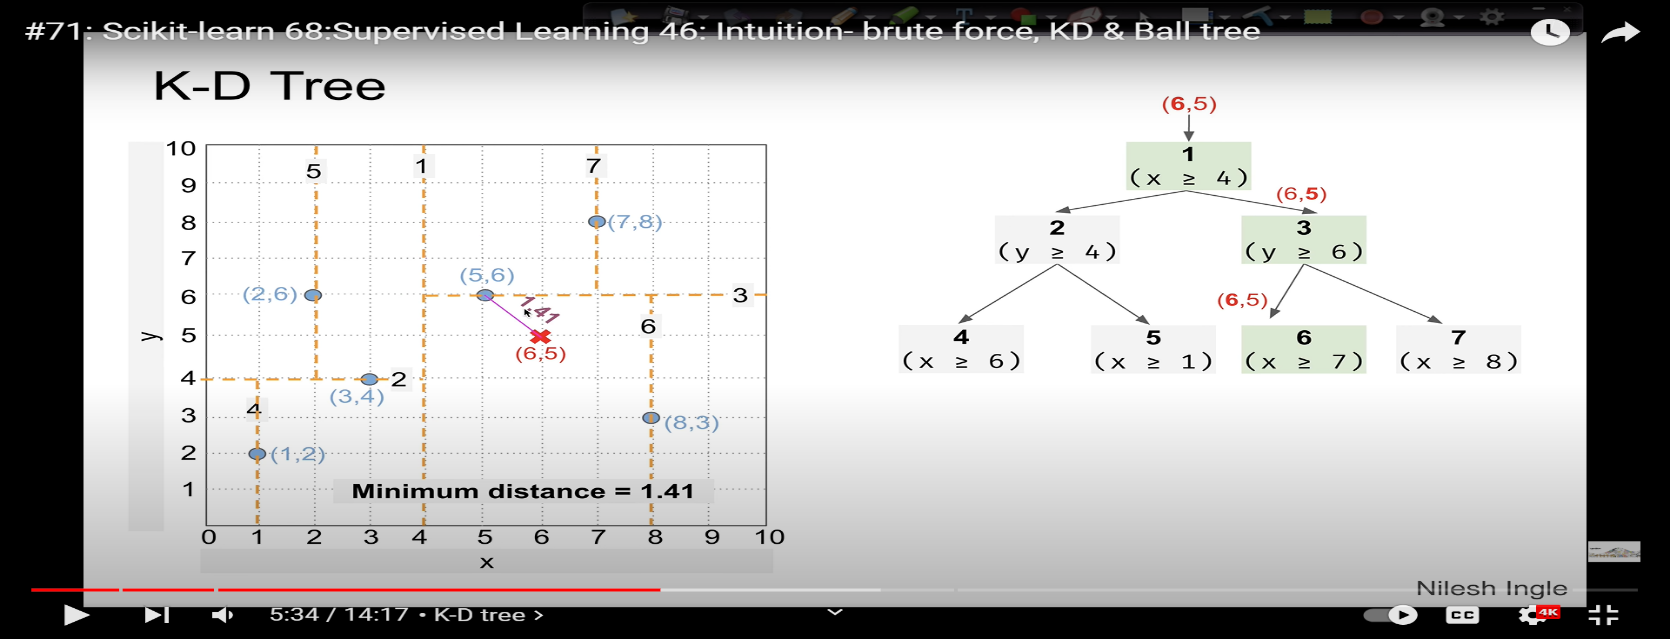 #71: Scikit-learn 68:Supervised Learning 46: Intuition- brute force, KD & Ball tree
K-D Tree
(6,5)
1
(x ≥ 4)
(6,5)
2
(y ≥ 4)
3
(y ≥ 6)
(6,5)
4
(x ≥ 6)
5
(x ≥ 1)
6
(x ≥ 7)
7
(x ≥ 8)
10
9
8
7
6
5
4
3
2
1
y
5
1
7
(7,8)
(5,6)
(2,6)
3
1.41
6
(6,5)
2
(3,4)
4
(8,3)
(1,2)
Minimum distance = 1.41
0 1 2 3 4 5 6 7 8 9 10
x
Nilesh Ingle
5:34 / 14:17 • K-D tree >
CC
4K